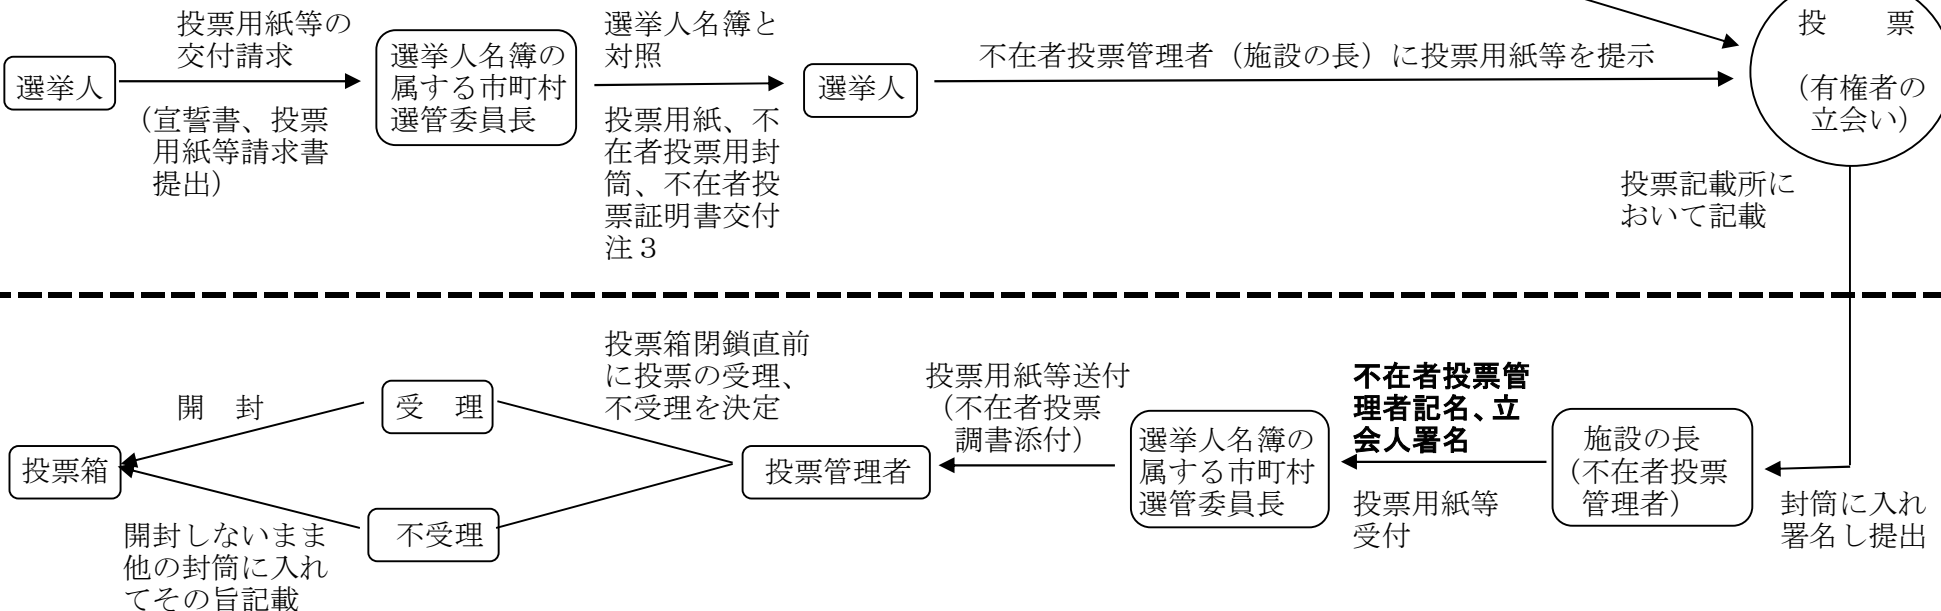 投票用紙等の
交付請求
選挙人
(宣誓書、投票
用紙等請求書
提出)
選挙人名簿の
属する市町村
選管委員長
選挙人名簿と
対照
投票用紙、不
在者投票用封
筒、不在者投
票証明書交付
注3
選挙人
不在者投票管理者(施設の長)に投票用紙等を提示
投 票
(有権者の
立会い)
投票記載所に
おいて記載
封筒に入れ
署名し提出
施設の長
(不在者投票
管理者)
不在者投票管
理者記名、立
会人署名
投票用紙等
受付
選挙人名簿の
属する市町村
選管委員長
投票用紙等送付
(不在者投票
調書添付)
投票管理者
投票箱閉鎖直前
に投票の受理、
不受理を決定
受 理
不受理
開 封
開封しないまま
他の封筒に入れ
てその旨記載
投票箱